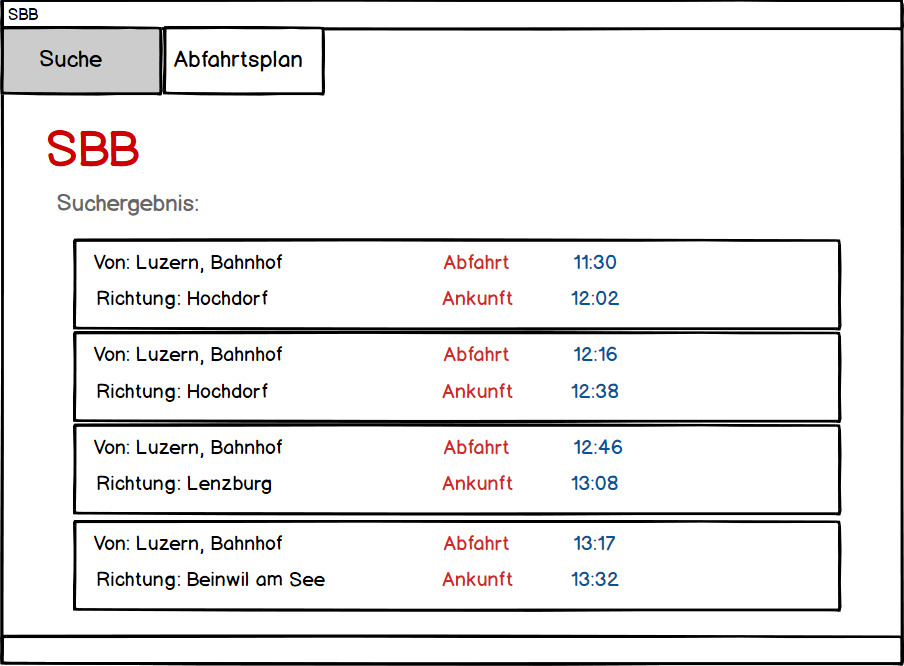 SBB
Suche Abfahrtsplan
SBB
Suchergebnis:
Von: Luzern, Bahnhof Abfahrt 11:30
Richtung: Hochdorf Ankunft 12:02
Von: Luzern, Bahnhof Abfahrt 12:16
Richtung: Hochdorf Ankunft 12:38
Von: Luzern, Bahnhof Abfahrt 12:46
Richtung: Lenzburg Ankunft 13:08
Von: Luzern, Bahnhof Abfahrt 13:17
Richtung: Beinwil am See Ankunft 13:32